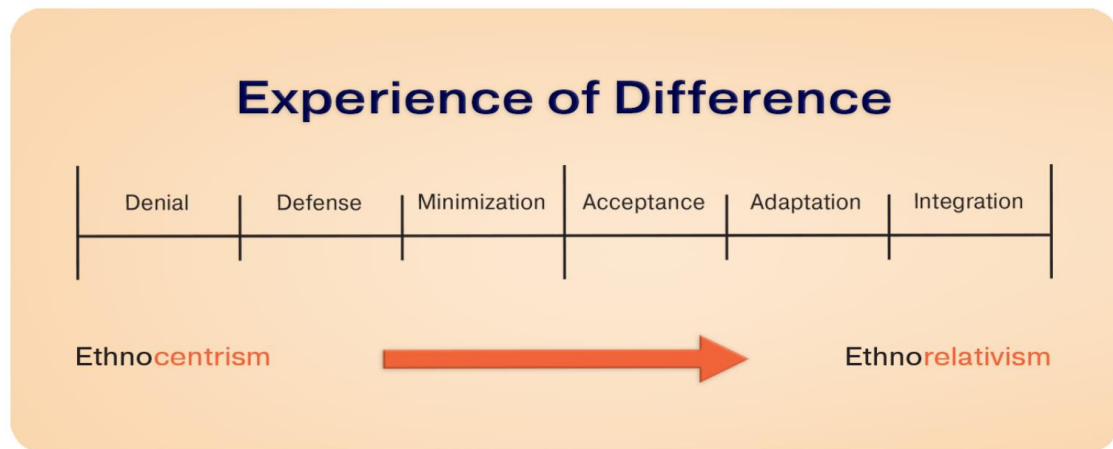 Experience of Difference
Denial Defense Minimization Acceptance Adaptation Integration
Ethnocentrism Ethnorelativism